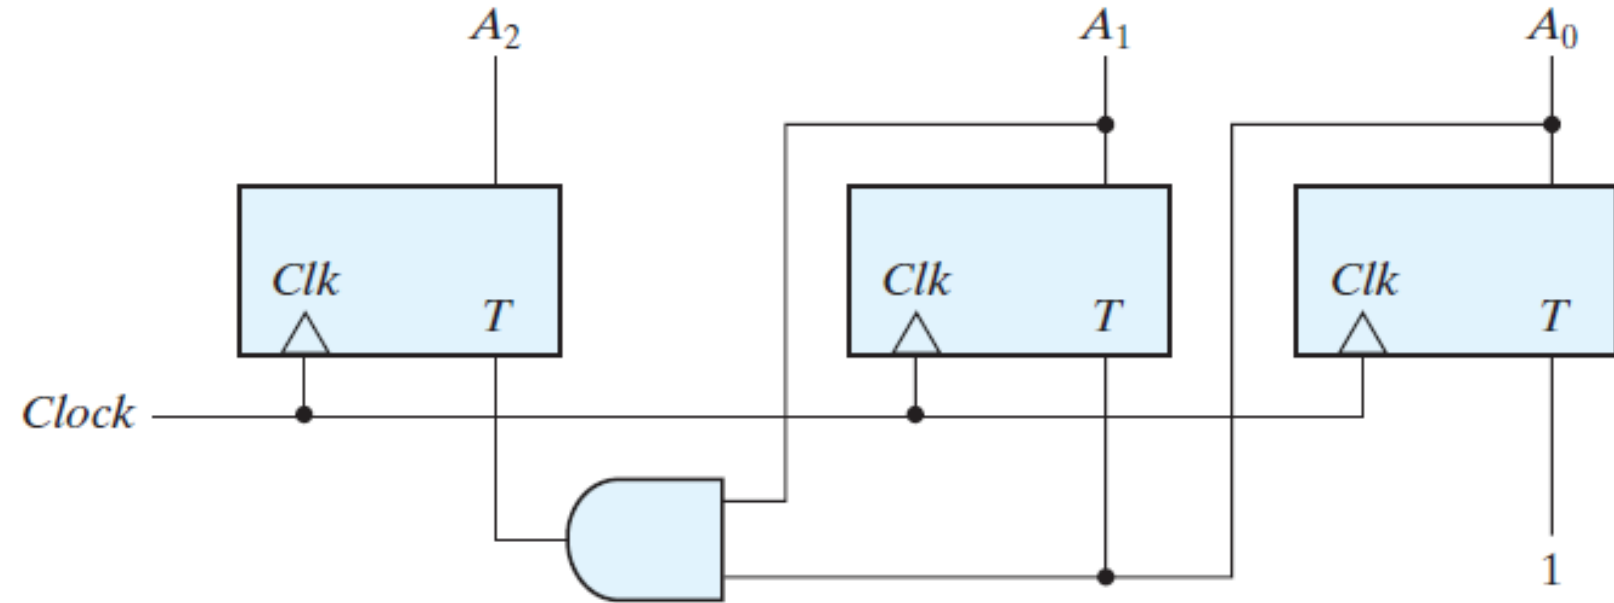 A₂ A₁ A₀
Clk Clk Clk
T T T
Clock
1